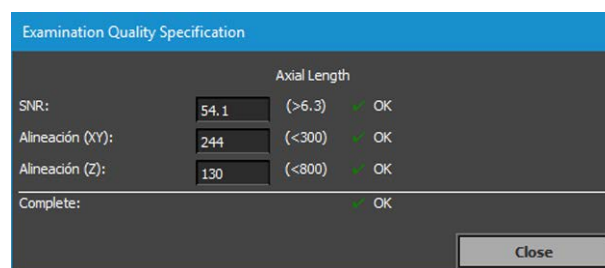 Examination Quality Specification
Axial Length
SNR: 54.1 (>6.3) ✓ OK
Alineación (XY): 244 (<300) ✓ OK
Alineación (Z): 130 (<800) ✓ OK
Complete: ✓ OK
Close